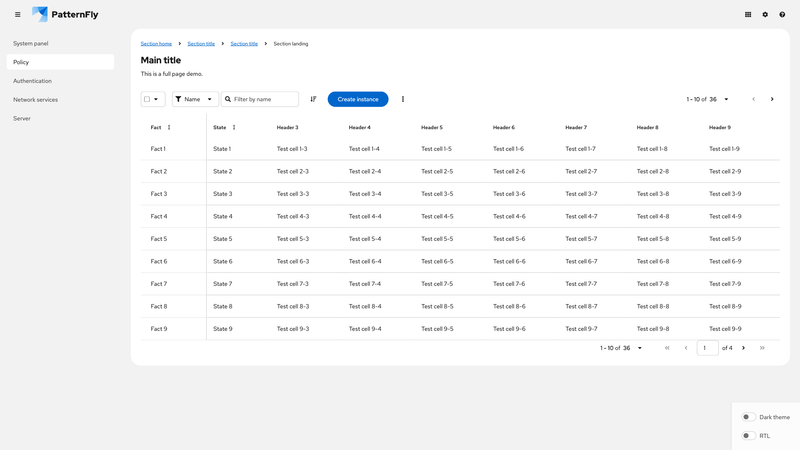 PatternFly
System panel
Policy
Authentication
Network services
Server
Section home Section title Section title Section landing
Main title
This is a full page demo.
Name Filter by name Create instance 1 - 10 of 36
Fact State Header 3 Header 4 Header 5 Header 6 Header 7 Header 8 Header 9
Fact 1 State 1 Test cell 1-3 Test cell 1-4 Test cell 1-5 Test cell 1-6 Test cell 1-7 Test cell 1-8 Test cell 1-9
Fact 2 State 2 Test cell 2-3 Test cell 2-4 Test cell 2-5 Test cell 2-6 Test cell 2-7 Test cell 2-8 Test cell 2-9
Fact 3 State 3 Test cell 3-3 Test cell 3-4 Test cell 3-5 Test cell 3-6 Test cell 3-7 Test cell 3-8 Test cell 3-9
Fact 4 State 4 Test cell 4-3 Test cell 4-4 Test cell 4-5 Test cell 4-6 Test cell 4-7 Test cell 4-8 Test cell 4-9
Fact 5 State 5 Test cell 5-3 Test cell 5-4 Test cell 5-5 Test cell 5-6 Test cell 5-7 Test cell 5-8 Test cell 5-9
Fact 6 State 6 Test cell 6-3 Test cell 6-4 Test cell 6-5 Test cell 6-6 Test cell 6-7 Test cell 6-8 Test cell 6-9
Fact 7 State 7 Test cell 7-3 Test cell 7-4 Test cell 7-5 Test cell 7-6 Test cell 7-7 Test cell 7-8 Test cell 7-9
Fact 8 State 8 Test cell 8-3 Test cell 8-4 Test cell 8-5 Test cell 8-6 Test cell 8-7 Test cell 8-8 Test cell 8-9
Fact 9 State 9 Test cell 9-3 Test cell 9-4 Test cell 9-5 Test cell 9-6 Test cell 9-7 Test cell 9-8 Test cell 9-9
1 - 10 of 36 1 of 4
Dark theme
RTL